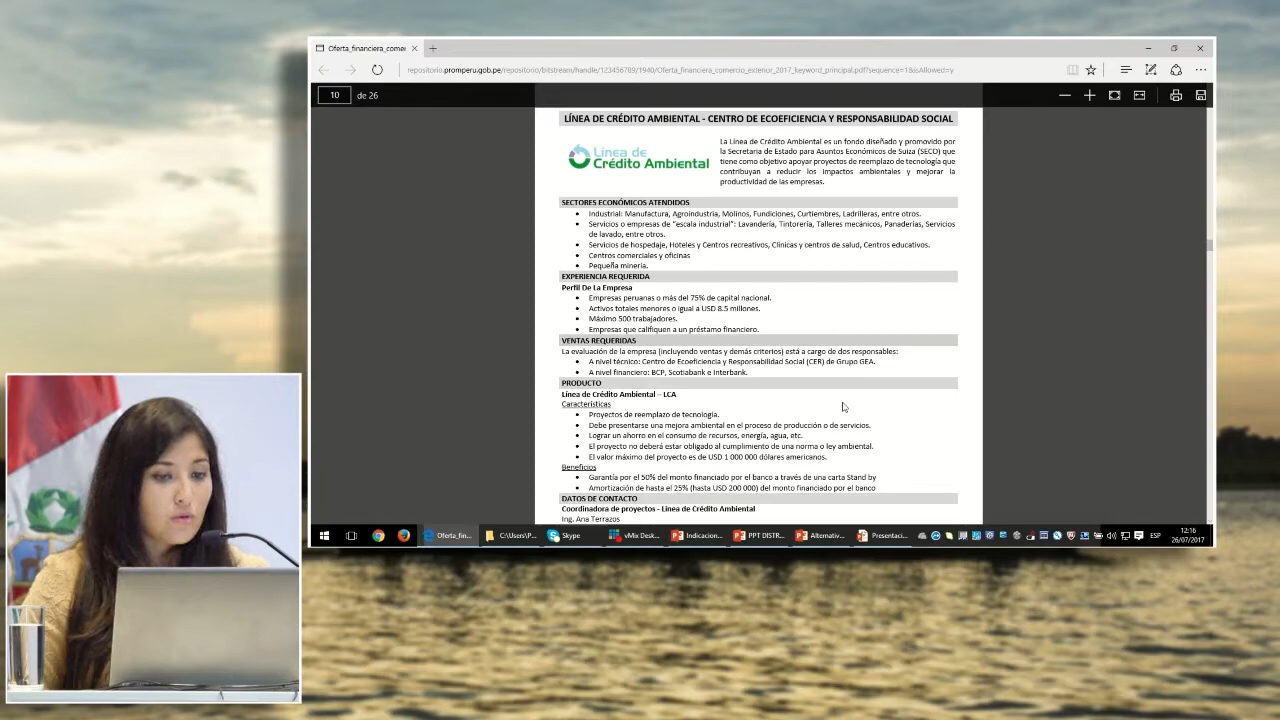 Oferta_financiera_comer
repositorio.promperu.gob.pe/repositorio/bitstream/handle/123456789/1940/Oferta_financiera_comercio_exterior_2017_keyword_principal.pdf?sequence=1&isAllowed=y
10 de 26
LÍNEA DE CRÉDITO AMBIENTAL - CENTRO DE ECOEFICIENCIA Y RESPONSABILIDAD SOCIAL
Línea de
Crédito Ambiental
La Línea de Crédito Ambiental es un fondo diseñado y promovido por
la Secretaria de Estado para Asuntos Económicos de Suiza (SECO) que
tiene como objetivo apoyar proyectos de reemplazo de tecnología que
contribuyan a reducir los impactos ambientales y mejorar la
productividad de las empresas.
SECTORES ECONÓMICOS ATENDIDOS
• Industrial: Manufactura, Agroindustria, Molinos, Fundiciones, Curtiembres, Ladrilleras, entre otros.
• Servicios o empresas de "escala industrial": Lavandería, Tintorería, Talleres mecánicos, Panaderías, Servicios
de lavado, entre otros.
• Servicios de hospedaje, Hoteles y Centros recreativos, Clínicas y centros de salud, Centros educativos.
• Centros comerciales y oficinas
• Pequeña minería.
EXPERIENCIA REQUERIDA
Perfil De La Empresa
• Empresas peruanas o más del 75% de capital nacional.
• Activos totales menores o igual a USD 8.5 millones.
• Máximo 500 trabajadores.
• Empresas que califiquen a un préstamo financiero.
VENTAS REQUERIDAS
La evaluación de la empresa (incluyendo ventas y demás criterios) está a cargo de dos responsables:
• A nivel técnico: Centro de Ecoeficiencia y Responsabilidad Social (CER) de Grupo GEA.
• A nivel financiero: BCP, Scotiabank e Interbank.
PRODUCTO
Línea de Crédito Ambiental – LCA
Características
• Proyectos de reemplazo de tecnología.
• Debe presentarse una mejora ambiental en el proceso de producción o de servicios.
• Lograr un ahorro en el consumo de recursos, energía, agua, etc.
• El proyecto no deberá estar obligado al cumplimiento de una norma o ley ambiental.
• El valor máximo del proyecto es de USD 1 000 000 dólares americanos.
Beneficios
• Garantía por el 50% del monto financiado por el banco a través de una carta Stand by
• Amortización de hasta el 25% (hasta USD 200 000) del monto financiado por el banco
DATOS DE CONTACTO
Coordinadora de proyectos - Línea de Crédito Ambiental
Ing. Ana Terrazos
Oferta_fin... C:\Users\P... Skype vMix Desk... Indicacion... PPT DISTR... Alternativ... Presentaci... ESP 12:16
26/07/2017